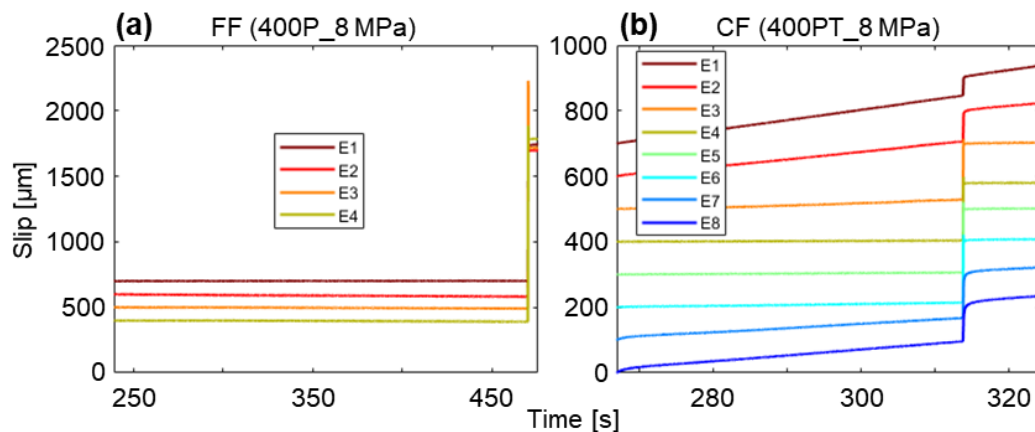 (a) FF (400P_8 MPa)
(b) CF (400PT_8 MPa)
Slip [µm]
2500
2000
1500
1000
500
0
E1
E2
E3
E4
250
350
450
1000
800
600
400
200
0
E1
E2
E3
E4
E5
E6
E7
E8
280
300
320
Time [s]